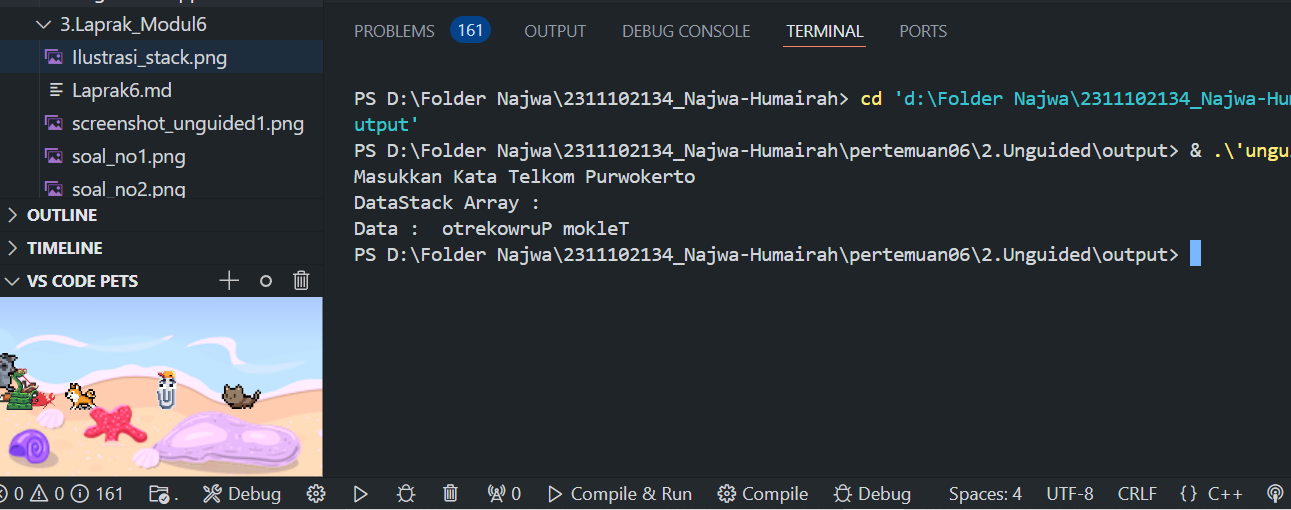 3.Laprak_Modul6
Ilustrasi_stack.png
Laprak6.md
screenshot_unguided1.png
soal_no1.png
soal_no2.png
OUTLINE
TIMELINE
VS CODE PETS
PROBLEMS 161 OUTPUT DEBUG CONSOLE TERMINAL PORTS
PS D:\Folder Najwa\2311102134_Najwa-Humairah> cd 'd:\Folder Najwa\2311102134_Najwa-Hu
utput'
PS D:\Folder Najwa\2311102134_Najwa-Humairah\pertemuan06\2.Unguided\output> & .\'ungu
Masukkan Kata Telkom Purwokerto
DataStack Array :
Data :  otrekowruP mokleT
PS D:\Folder Najwa\2311102134_Najwa-Humairah\pertemuan06\2.Unguided\output>
0 0 161 . Debug 0 Compile & Run Compile Debug Spaces: 4 UTF-8 CRLF {} C++